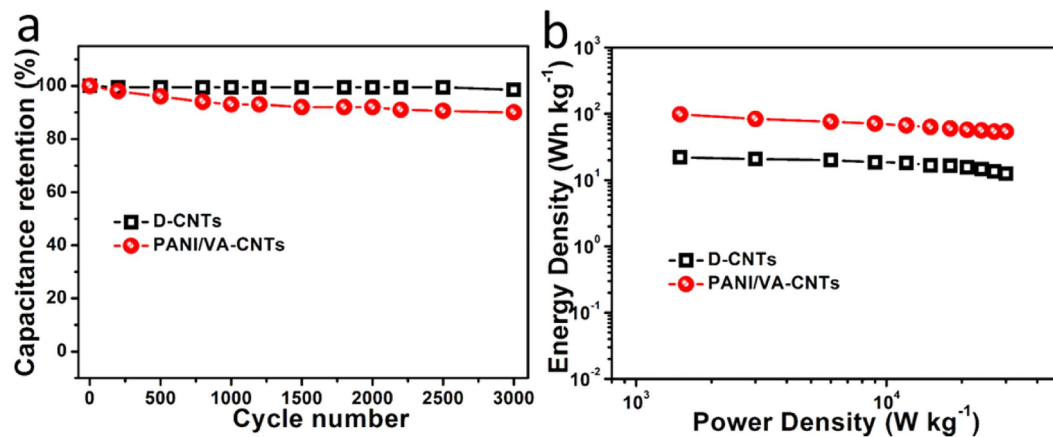 a
Capacitance retention (%)
100
80
60
40
20
0
D-CNTs
PANI/VA-CNTs
0 500 1000 1500 2000 2500 3000
Cycle number
b
Energy Density (Wh kg⁻¹)
10³
10²
10¹
10⁰
10⁻¹
10⁻²
D-CNTs
PANI/VA-CNTs
10³ 10⁴
Power Density (W kg⁻¹)